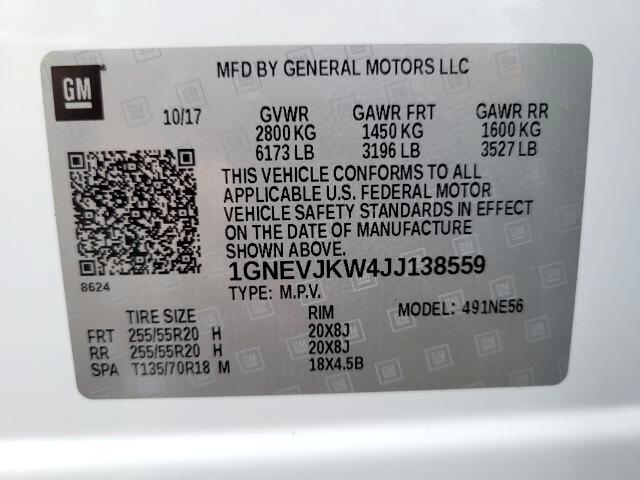 GM
MFD BY GENERAL MOTORS LLC
10/17 GVWR GAWR FRT GAWR RR
2800 KG 1450 KG 1600 KG
6173 LB 3196 LB 3527 LB
THIS VEHICLE CONFORMS TO ALL
APPLICABLE U.S. FEDERAL MOTOR
VEHICLE SAFETY STANDARDS IN EFFECT
ON THE DATE OF MANUFACTURE
SHOWN ABOVE.
1GNEVJKW4JJ138559
8624
TYPE: M.P.V. MODEL: 491NE56
TIRE SIZE RIM
FRT 255/55R20 H 20X8J
RR 255/55R20 H 20X8J
SPA T135/70R18 M 18X4.5B